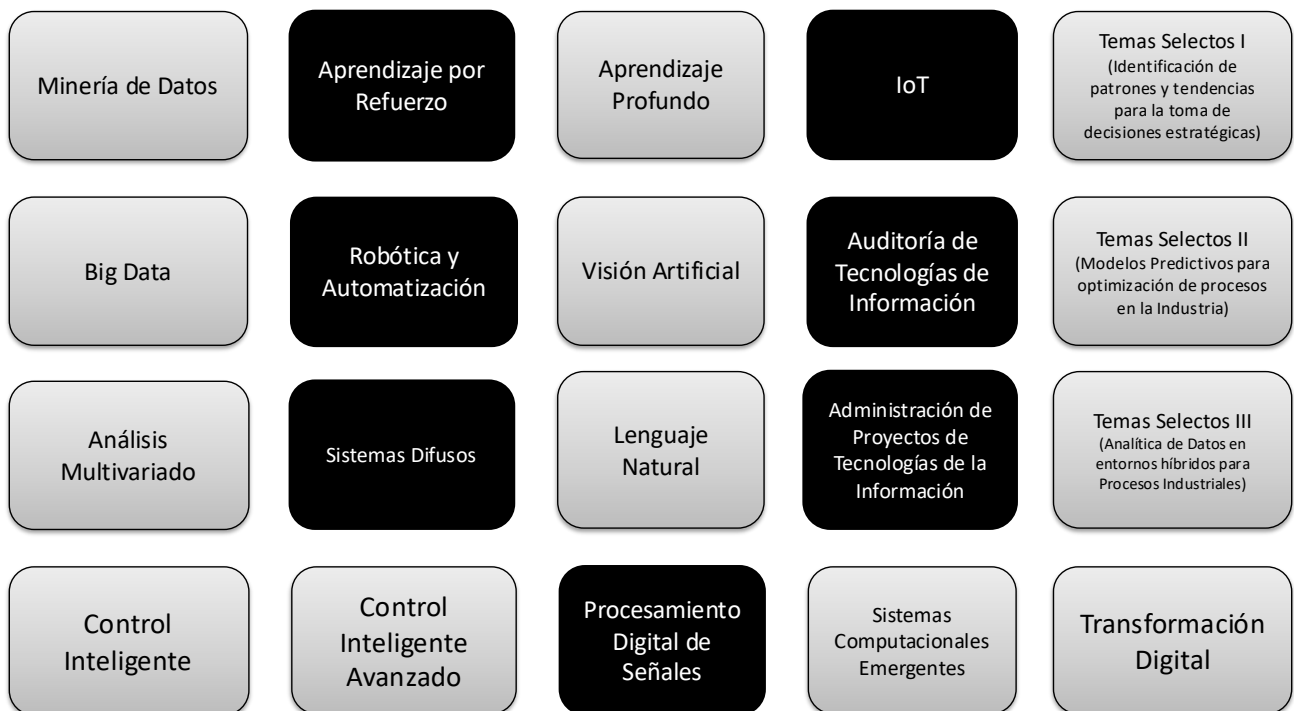 Minería de Datos
Aprendizaje por
Refuerzo
Aprendizaje
Profundo
IoT
Temas Selectos I
(Identificación de
patrones y tendencias
para la toma de
decisiones estratégicas)
Big Data
Robótica y
Automatización
Visión Artificial
Auditoría de
Tecnologías de
Información
Temas Selectos II
(Modelos Predictivos para
optimización de procesos
en la Industria)
Análisis
Multivariado
Sistemas Difusos
Lenguaje
Natural
Administración de
Proyectos de
Tecnologías de la
Información
Temas Selectos III
(Analítica de Datos en
entornos híbridos para
Procesos Industriales)
Control
Inteligente
Control
Inteligente
Avanzado
Procesamiento
Digital de
Señales
Sistemas
Computacionales
Emergentes
Transformación
Digital